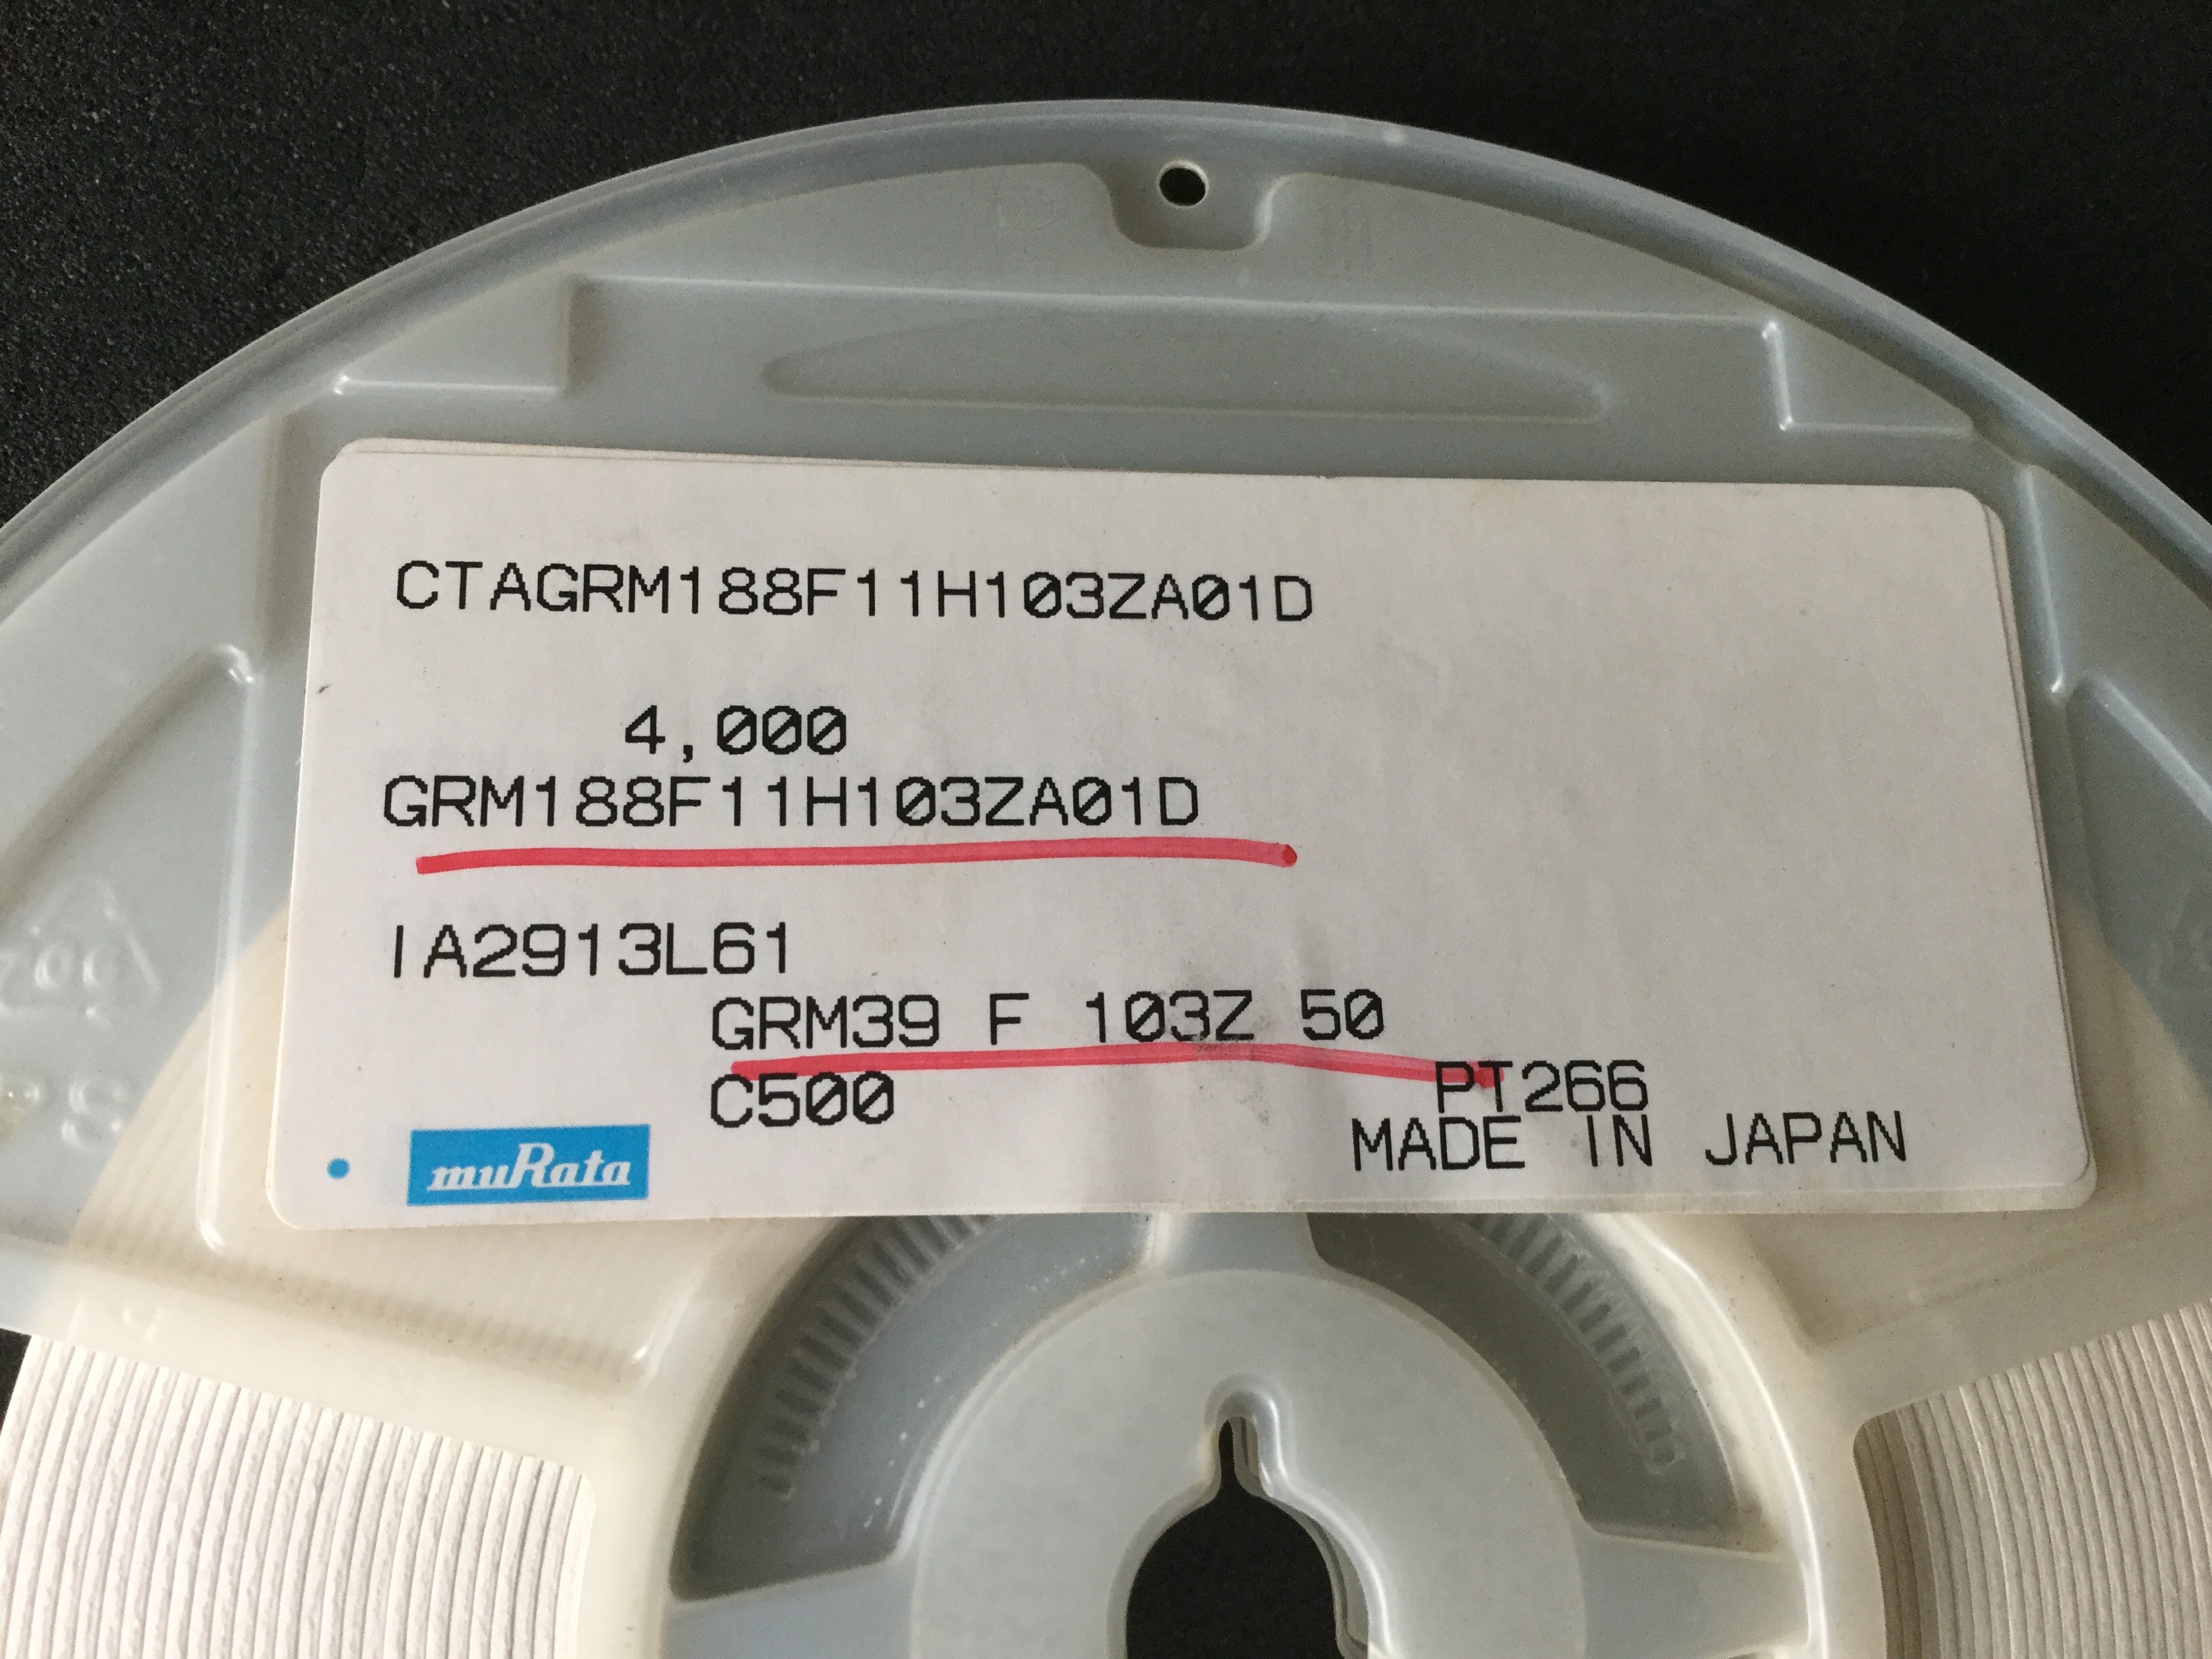 CTAGRM188F11H103ZA01D
4,000
GRM188F11H103ZA01D
IA2913L61
GRM39 F 103Z 50
C500
PT266
MADE IN JAPAN
muRata